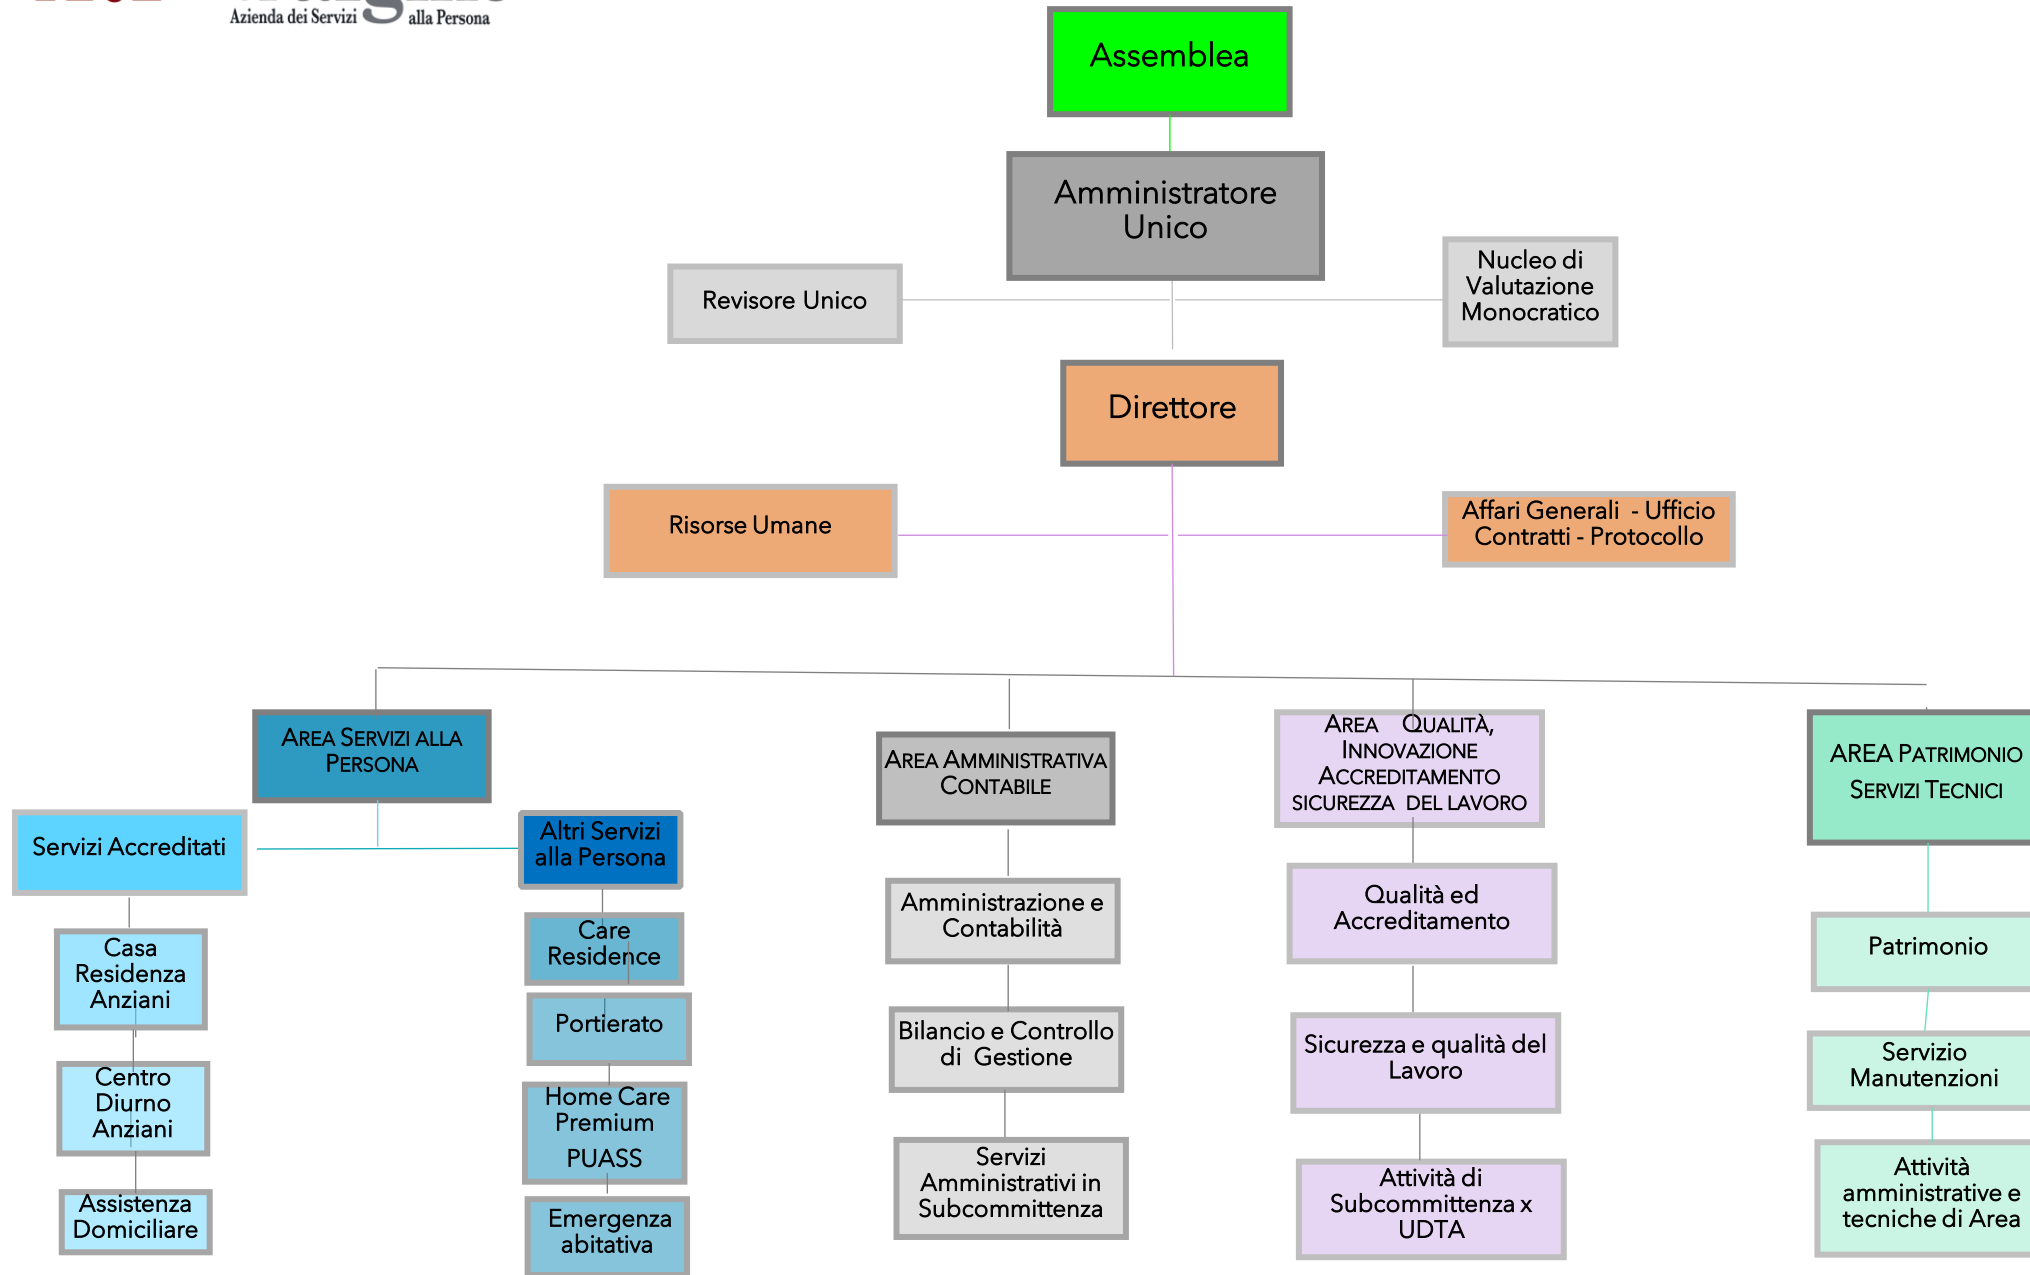 Azienda dei Servizi alla Persona
Assemblea
Amministratore
Unico
Revisore Unico
Nucleo di
Valutazione
Monocratico
Direttore
Risorse Umane
Affari Generali - Ufficio
Contratti - Protocollo
AREA SERVIZI ALLA
PERSONA
AREA AMMINISTRATIVA
CONTABILE
AREA QUALITÀ,
INNOVAZIONE
ACCREDITAMENTO
SICUREZZA DEL LAVORO
AREA PATRIMONIO
SERVIZI TECNICI
Servizi Accreditati
Altri Servizi
alla Persona
Casa
Residenza
Anziani
Centro
Diurno
Anziani
Assistenza
Domiciliare
Care
Residence
Portierato
Home Care
Premium
PUASS
Emergenza
abitativa
Amministrazione e
Contabilità
Bilancio e Controllo
di Gestione
Servizi
Amministrativi in
Subcommittenza
Qualità ed
Accreditamento
Sicurezza e qualità del
Lavoro
Attività di
Subcommittenza x
UDTA
Patrimonio
Servizio
Manutenzioni
Attività
amministrative e
tecniche di Area